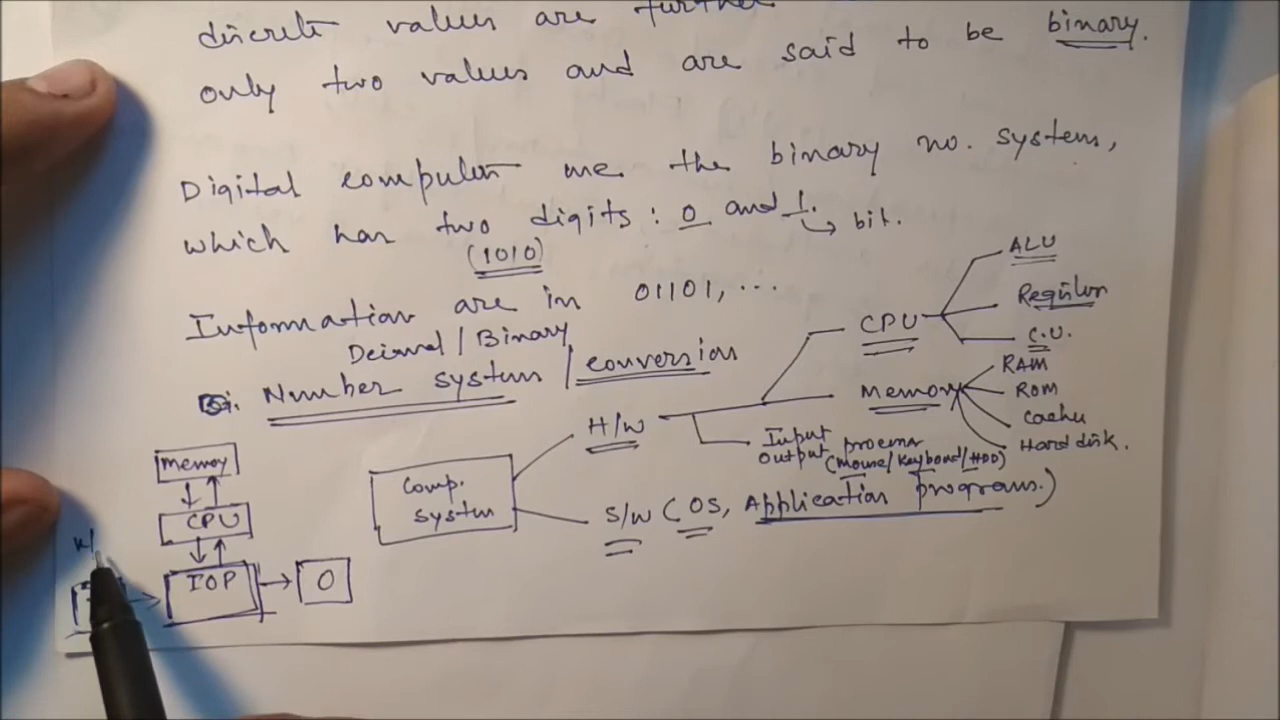 discrete values are further
only two values and are said to be binary.
Digital computer use the binary no. system,
which has two digits : 0 and 1.
bit.
(1010)
Information are in 01101, ...
Decimal / Binary
Number system / conversion
Comp. system
H/W
CPU
ALU
Register
C.U.
Memory
RAM
ROM
Cache
Hard disk.
Input
Output processor
(Mouse/Keyboard/HDD)
S/W (OS, Application programs.)
Memory
CPU
IOP
O